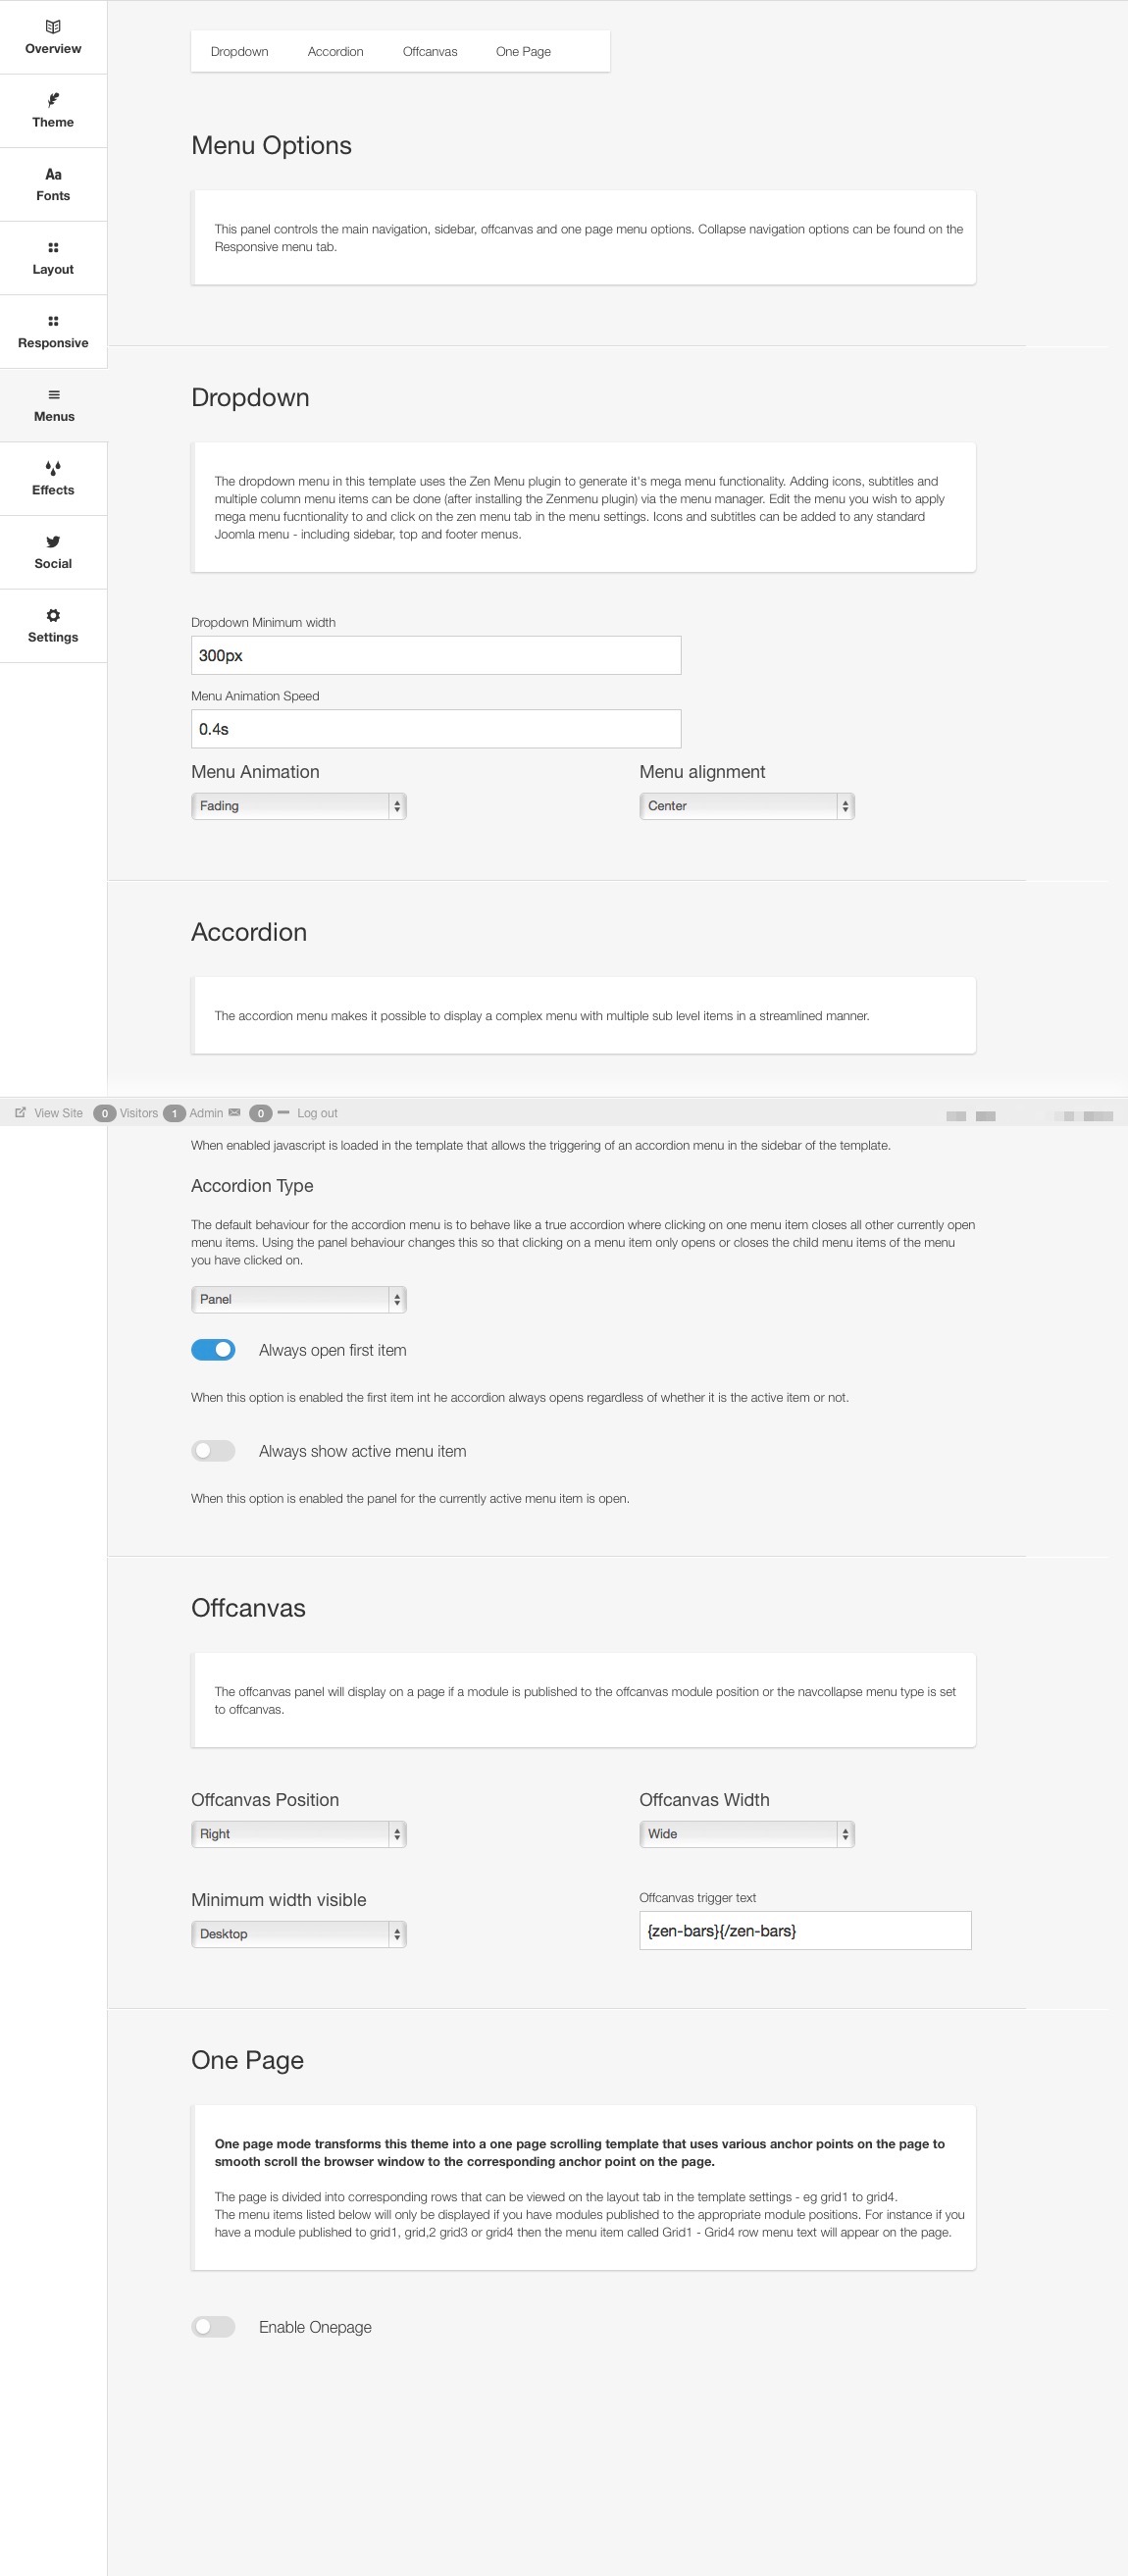 Overview
Theme
Aa
Fonts
Layout
Responsive
Menus
Effects
Social
Settings
Dropdown Accordion Offcanvas One Page
Menu Options
This panel controls the main navigation, sidebar, offcanvas and one page menu options. Collapse navigation options can be found on the
Responsive menu tab.
Dropdown
The dropdown menu in this template uses the Zen Menu plugin to generate it's mega menu functionality. Adding icons, subtitles and
multiple column menu items can be done (after installing the Zenmenu plugin) via the menu manager. Edit the menu you wish to apply
mega menu fucntionality to and click on the zen menu tab in the menu settings. Icons and subtitles can be added to any standard
Joomla menu - including sidebar, top and footer menus.
Dropdown Minimum width
300px
Menu Animation Speed
0.4s
Menu Animation Menu alignment
Fading Center
Accordion
The accordion menu makes it possible to display a complex menu with multiple sub level items in a streamlined manner.
View Site 0 Visitors 1 Admin 0 Log out
When enabled javascript is loaded in the template that allows the triggering of an accordion menu in the sidebar of the template.
Accordion Type
The default behaviour for the accordion menu is to behave like a true accordion where clicking on one menu item closes all other currently open
menu items. Using the panel behaviour changes this so that clicking on a menu item only opens or closes the child menu items of the menu
you have clicked on.
Panel
Always open first item
When this option is enabled the first item int he accordion always opens regardless of whether it is the active item or not.
Always show active menu item
When this option is enabled the panel for the currently active menu item is open.
Offcanvas
The offcanvas panel will display on a page if a module is published to the offcanvas module position or the navcollapse menu type is set
to offcanvas.
Offcanvas Position Offcanvas Width
Right Wide
Minimum width visible Offcanvas trigger text
Desktop {zen-bars}{/zen-bars}
One Page
One page mode transforms this theme into a one page scrolling template that uses various anchor points on the page to
smooth scroll the browser window to the corresponding anchor point on the page.
The page is divided into corresponding rows that can be viewed on the layout tab in the template settings - eg grid1 to grid4.
The menu items listed below will only be displayed if you have modules published to the appropriate module positions. For instance if you
have a module published to grid1, grid,2 grid3 or grid4 then the menu item called Grid1 - Grid4 row menu text will appear on the page.
Enable Onepage